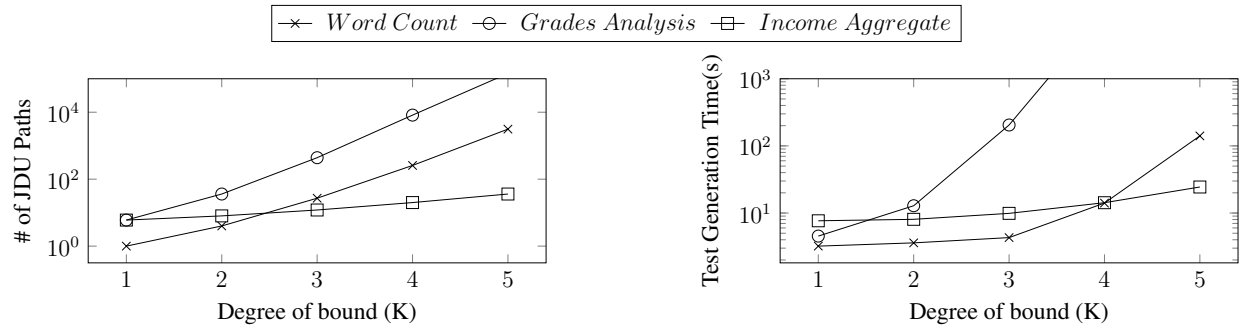 Word Count Grades Analysis Income Aggregate
# of JDU Paths
10^4
10^2
10^0
1 2 3 4 5
Degree of bound (K)
Test Generation Time(s)
10^3
10^2
10^1
1 2 3 4 5
Degree of bound (K)